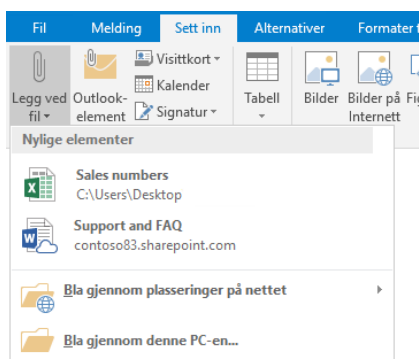 Fil Melding Sett inn Alternativer Formater t
Legg ved fil
Outlook-element
Visittkort
Kalender
Signatur
Tabell
Bilder
Bilder på Internett
Fig
Nylige elementer
Sales numbers
C:\Users\Desktop
Support and FAQ
contoso83.sharepoint.com
Bla gjennom plasseringer på nettet
Bla gjennom denne PC-en...